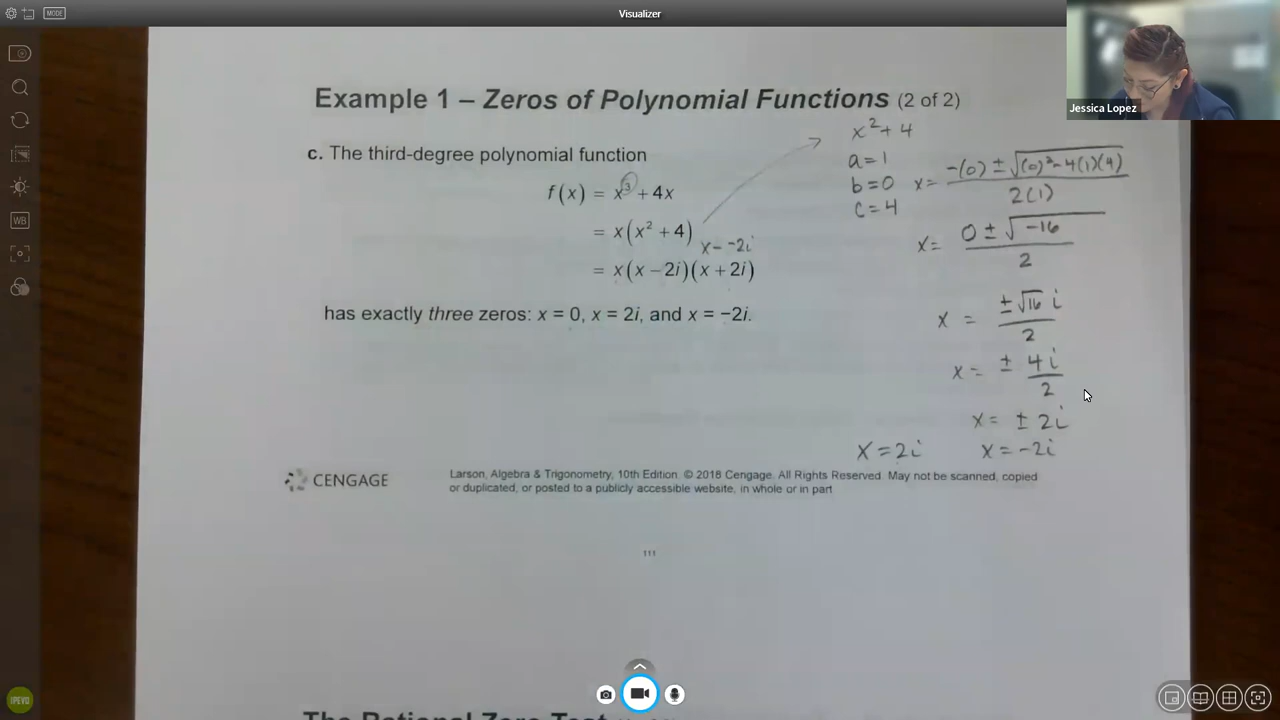 MODE
Visualizer
Jessica Lopez
WB
Example 1 – Zeros of Polynomial Functions (2 of 2)
c. The third-degree polynomial function
f(x) = x³ + 4x
= x(x² + 4)
x - -2i
= x(x − 2i)(x + 2i)
has exactly three zeros: x = 0, x = 2i, and x = −2i.
x² + 4
a = 1
b = 0
c = 4
x = -(0) ± √(0)² - 4(1)(4) / 2(1)
x = 0 ± √-16 / 2
x = ± √16 i / 2
x = ± 4i / 2
x = ± 2i
x = 2i x = -2i
CENGAGE
Larson, Algebra & Trigonometry, 10th Edition. © 2018 Cengage. All Rights Reserved. May not be scanned, copied
or duplicated, or posted to a publicly accessible website, in whole or in part
111
The Rational Zero Test
IPEVO